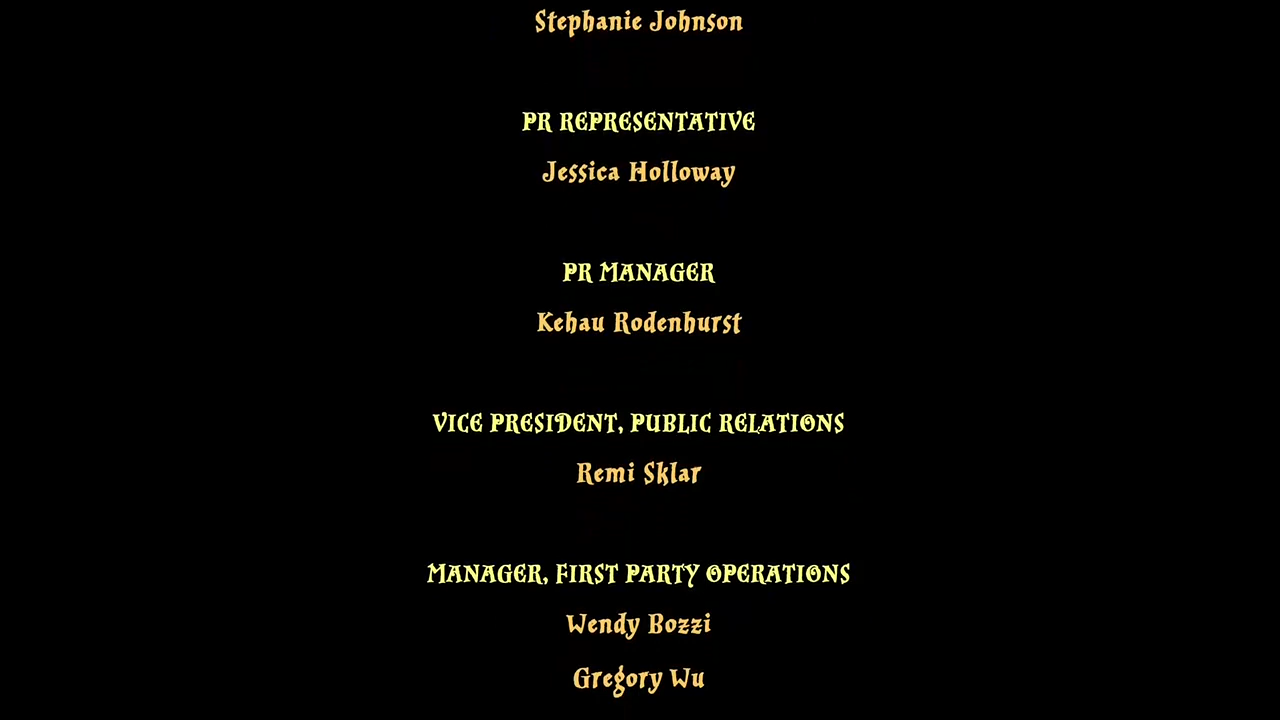 Stephanie Johnson
PR REPRESENTATIVE
Jessica Holloway
PR MANAGER
Kehau Rodenhurst
VICE PRESIDENT, PUBLIC RELATIONS
Remi Sklar
MANAGER, FIRST PARTY OPERATIONS
Wendy Bozzi
Gregory Wu